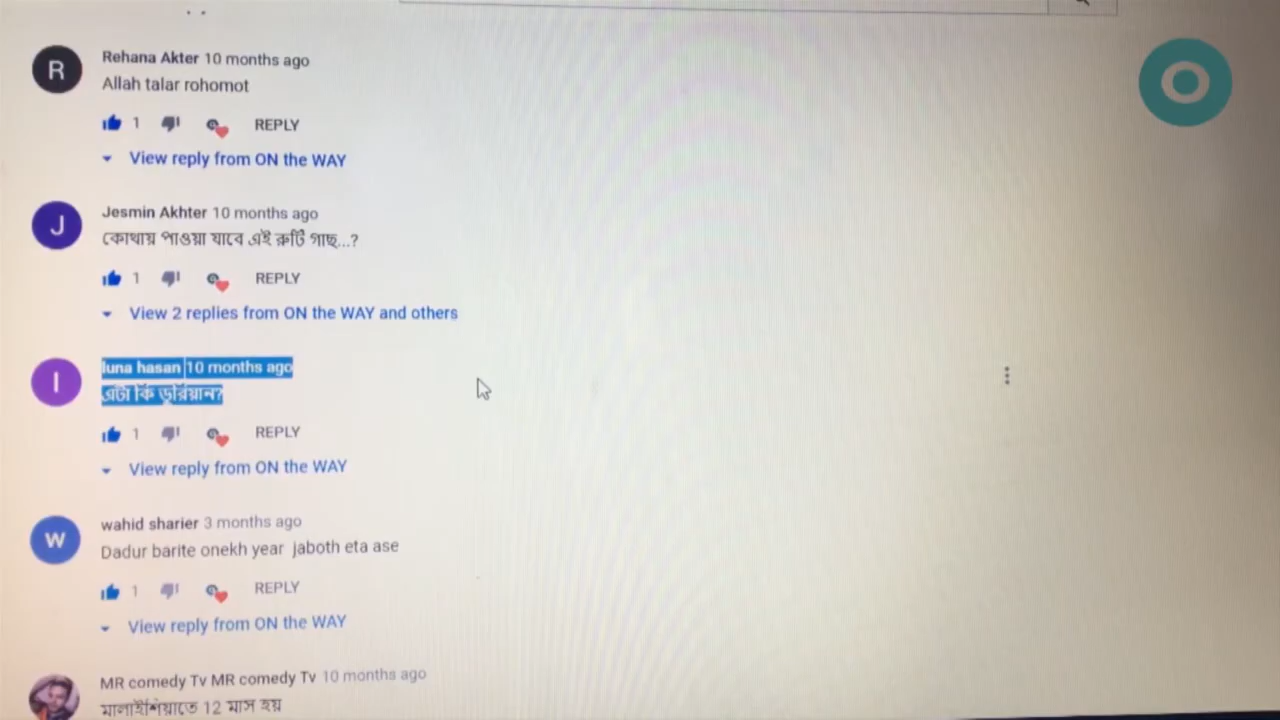 R
Rehana Akter 10 months ago
Allah talar rohomot
1 REPLY
View reply from ON the WAY
J
Jesmin Akhter 10 months ago
কোথায় পাওয়া যাবে এই রুটি গাছ...?
1 REPLY
View 2 replies from ON the WAY and others
l
luna hasan 10 months ago
এটা কি ডুরিয়ান?
1 REPLY
View reply from ON the WAY
w
wahid sharier 3 months ago
Dadur barite onekh year jaboth eta ase
1 REPLY
View reply from ON the WAY
MR comedy Tv MR comedy Tv 10 months ago
মালাইশিয়াতে 12 মাস হয়